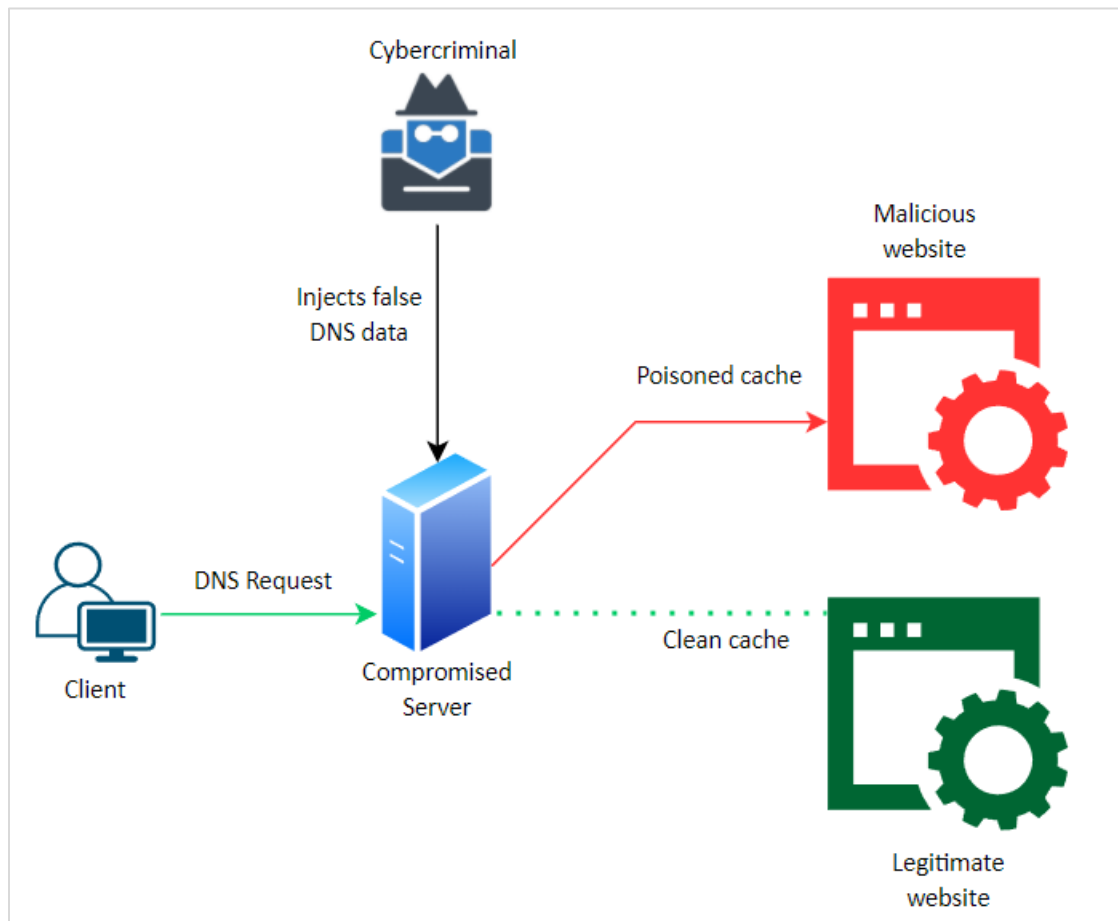 Cybercriminal
Malicious
website
Injects false
DNS data
Poisoned cache
DNS Request
Clean cache
Compromised
Server
Client
Legitimate
website